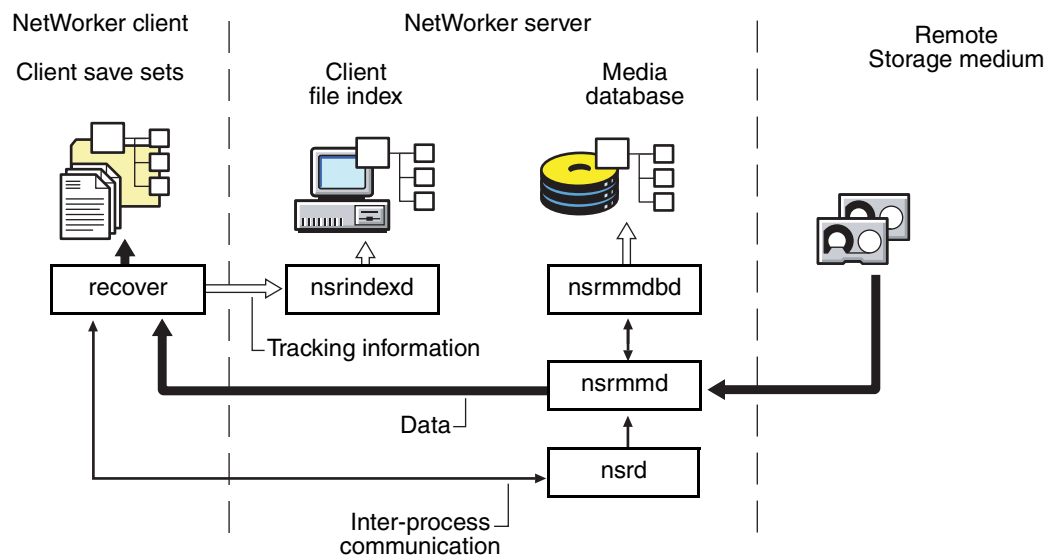 NetWorker client
NetWorker server
Remote
Storage medium
Client save sets
Client
file index
Media
database
recover
nsrindexd
nsrmmdbd
Tracking information
nsrmmd
Data
nsrd
Inter-process
communication